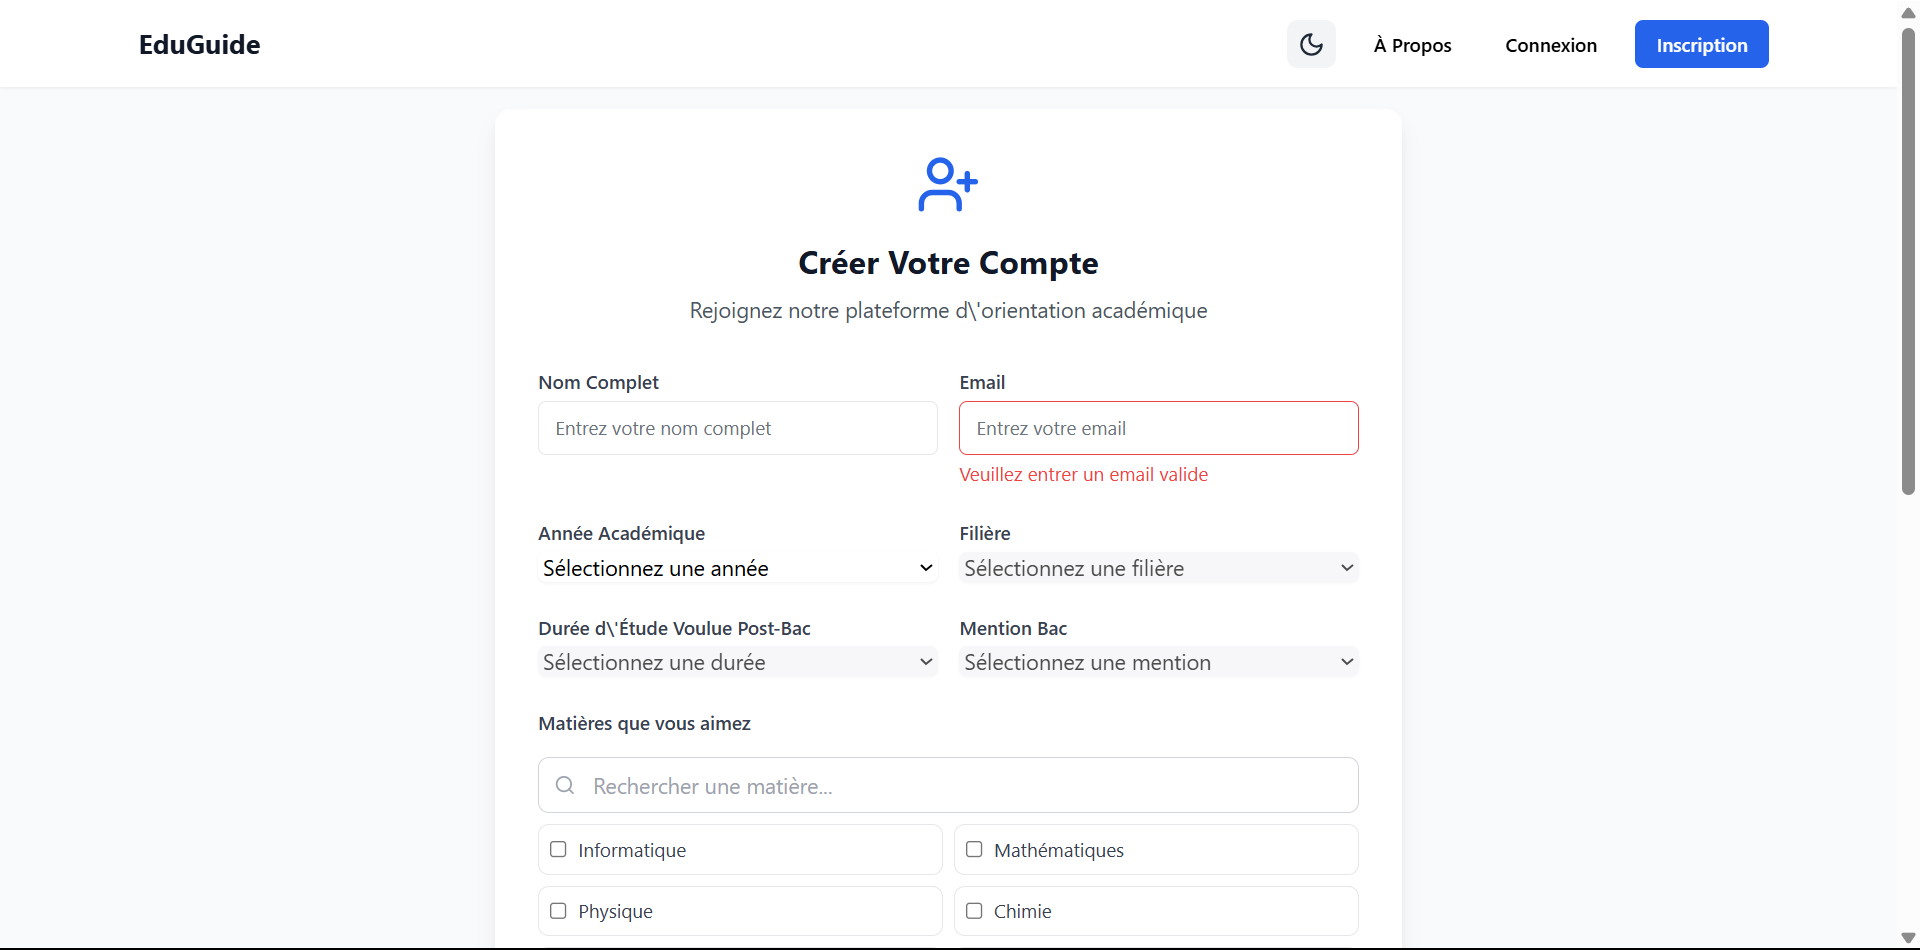 EduGuide
À Propos
Connexion
Inscription
Créer Votre Compte
Rejoignez notre plateforme d\'orientation académique
Nom Complet
Email
Entrez votre nom complet
Entrez votre email
Veuillez entrer un email valide
Année Académique
Filière
Sélectionnez une année
Sélectionnez une filière
Durée d\'Étude Voulue Post-Bac
Mention Bac
Sélectionnez une durée
Sélectionnez une mention
Matières que vous aimez
Rechercher une matière...
Informatique
Mathématiques
Physique
Chimie